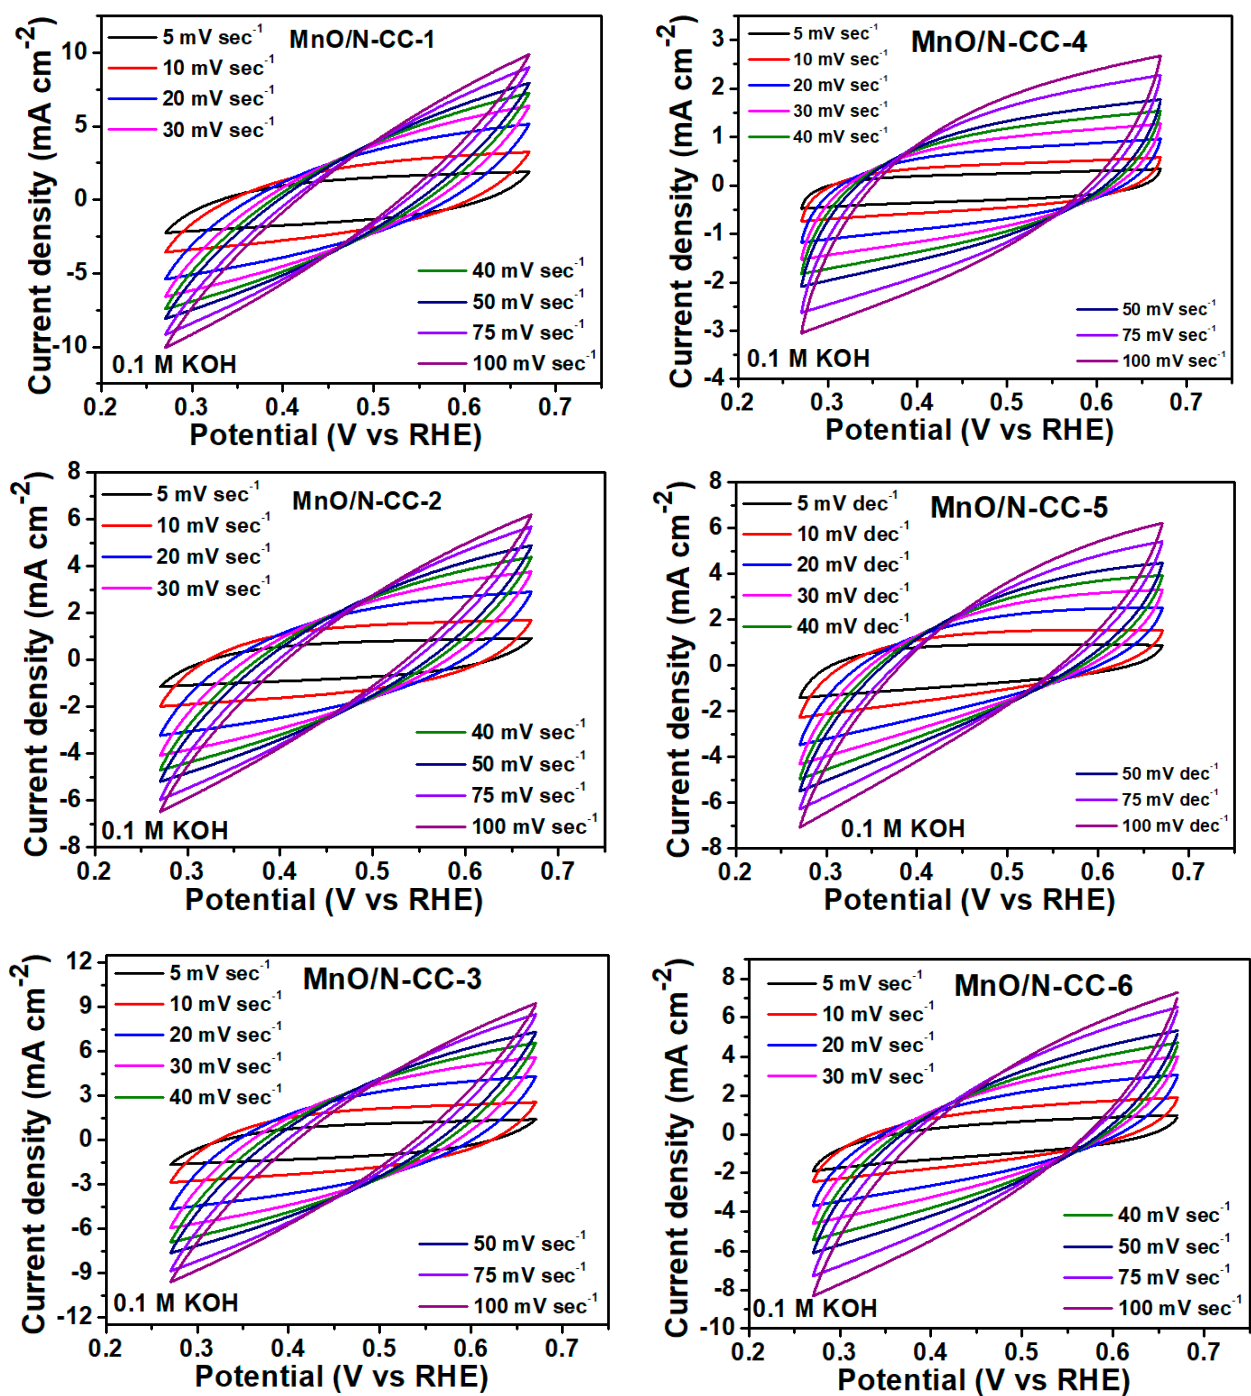 MnO/N-CC-1
5 mV sec⁻¹
10 mV sec⁻¹
20 mV sec⁻¹
30 mV sec⁻¹
40 mV sec⁻¹
50 mV sec⁻¹
75 mV sec⁻¹
100 mV sec⁻¹
0.1 M KOH
10
5
0
-5
-10
0.2 0.3 0.4 0.5 0.6 0.7
Current density (mA cm⁻²)
Potential (V vs RHE)
MnO/N-CC-4
5 mV sec⁻¹
10 mV sec⁻¹
20 mV sec⁻¹
30 mV sec⁻¹
40 mV sec⁻¹
50 mV sec⁻¹
75 mV sec⁻¹
100 mV sec⁻¹
0.1 M KOH
3
2
1
0
-1
-2
-3
-4
0.2 0.3 0.4 0.5 0.6 0.7
Current density (mA cm⁻²)
Potential (V vs RHE)
MnO/N-CC-2
5 mV sec⁻¹
10 mV sec⁻¹
20 mV sec⁻¹
30 mV sec⁻¹
40 mV sec⁻¹
50 mV sec⁻¹
75 mV sec⁻¹
100 mV sec⁻¹
0.1 M KOH
8
6
4
2
0
-2
-4
-6
-8
0.2 0.3 0.4 0.5 0.6 0.7
Current density (mA cm⁻²)
Potential (V vs RHE)
MnO/N-CC-5
5 mV dec⁻¹
10 mV dec⁻¹
20 mV dec⁻¹
30 mV dec⁻¹
40 mV dec⁻¹
50 mV dec⁻¹
75 mV dec⁻¹
100 mV dec⁻¹
0.1 M KOH
8
6
4
2
0
-2
-4
-6
-8
0.2 0.3 0.4 0.5 0.6 0.7
Current density (mA cm⁻²)
Potential (V vs RHE)
MnO/N-CC-3
5 mV sec⁻¹
10 mV sec⁻¹
20 mV sec⁻¹
30 mV sec⁻¹
40 mV sec⁻¹
50 mV sec⁻¹
75 mV sec⁻¹
100 mV sec⁻¹
0.1 M KOH
12
9
6
3
0
-3
-6
-9
-12
0.2 0.3 0.4 0.5 0.6 0.7
Current density (mA cm⁻²)
Potential (V vs RHE)
MnO/N-CC-6
5 mV sec⁻¹
10 mV sec⁻¹
20 mV sec⁻¹
30 mV sec⁻¹
40 mV sec⁻¹
50 mV sec⁻¹
75 mV sec⁻¹
100 mV sec⁻¹
0.1 M KOH
8
6
4
2
0
-2
-4
-6
-8
-10
0.2 0.3 0.4 0.5 0.6 0.7
Current density (mA cm⁻²)
Potential (V vs RHE)